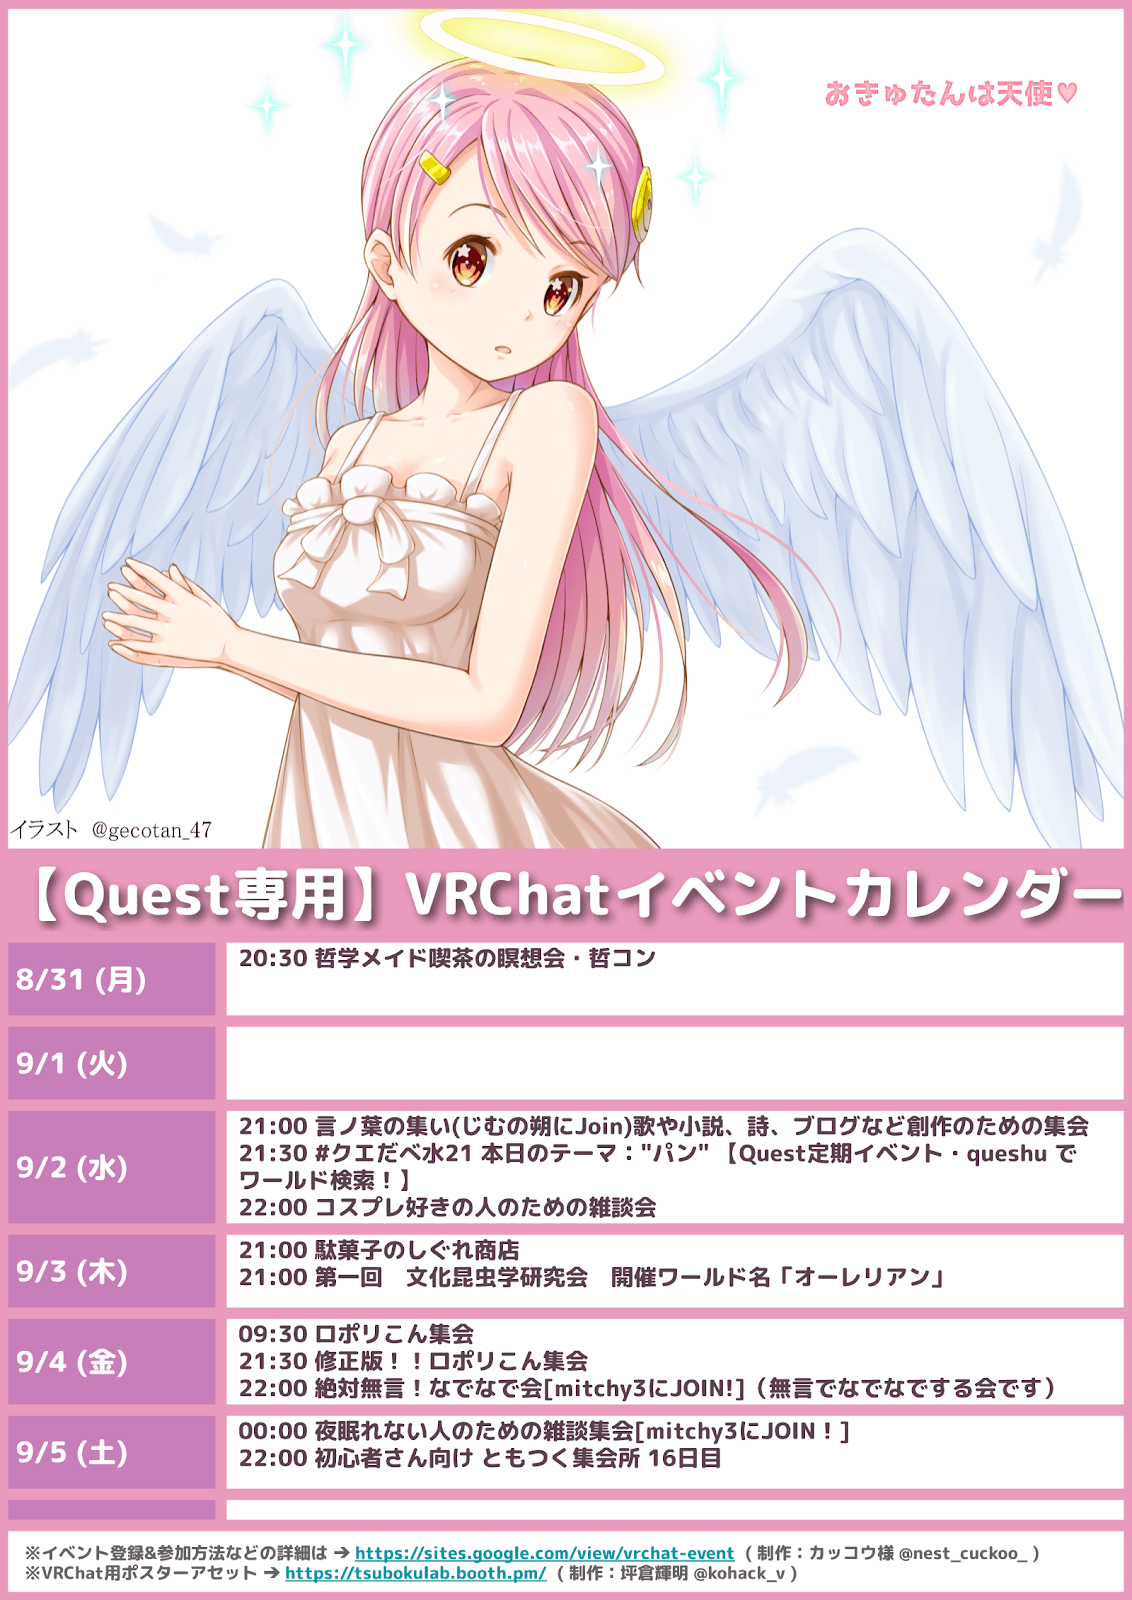 おきゅたんは天使♥
イラスト @gecotan_47
【Quest専用】VRChatイベントカレンダー
8/31 (月)
20:30 哲学メイド喫茶の瞑想会・哲コン
9/1 (火)
9/2 (水)
21:00 言ノ葉の集い(じむの朔にJoin)歌や小説、詩、ブログなど創作のための集会
21:30 #クエだべ水21 本日のテーマ："パン" 【Quest定期イベント・queshu で
ワールド検索！】
22:00 コスプレ好きの人のための雑談会
9/3 (木)
21:00 駄菓子のしぐれ商店
21:00 第一回　文化昆虫学研究会　開催ワールド名「オーレリアン」
9/4 (金)
09:30 ロポリこん集会
21:30 修正版！！ロポリこん集会
22:00 絶対無言！なでなで会[mitchy3にJOIN!]（無言でなでなでする会です）
9/5 (土)
00:00 夜眠れない人のための雑談集会[mitchy3にJOIN！]
22:00 初心者さん向け ともつく集会所 16日目
※イベント登録&参加方法などの詳細は → https://sites.google.com/view/vrchat-event （制作：カッコウ様 @nest_cuckoo_ ）
※VRChat用ポスターアセット → https://tsubokulab.booth.pm/ （制作：坪倉輝明 @kohack_v ）